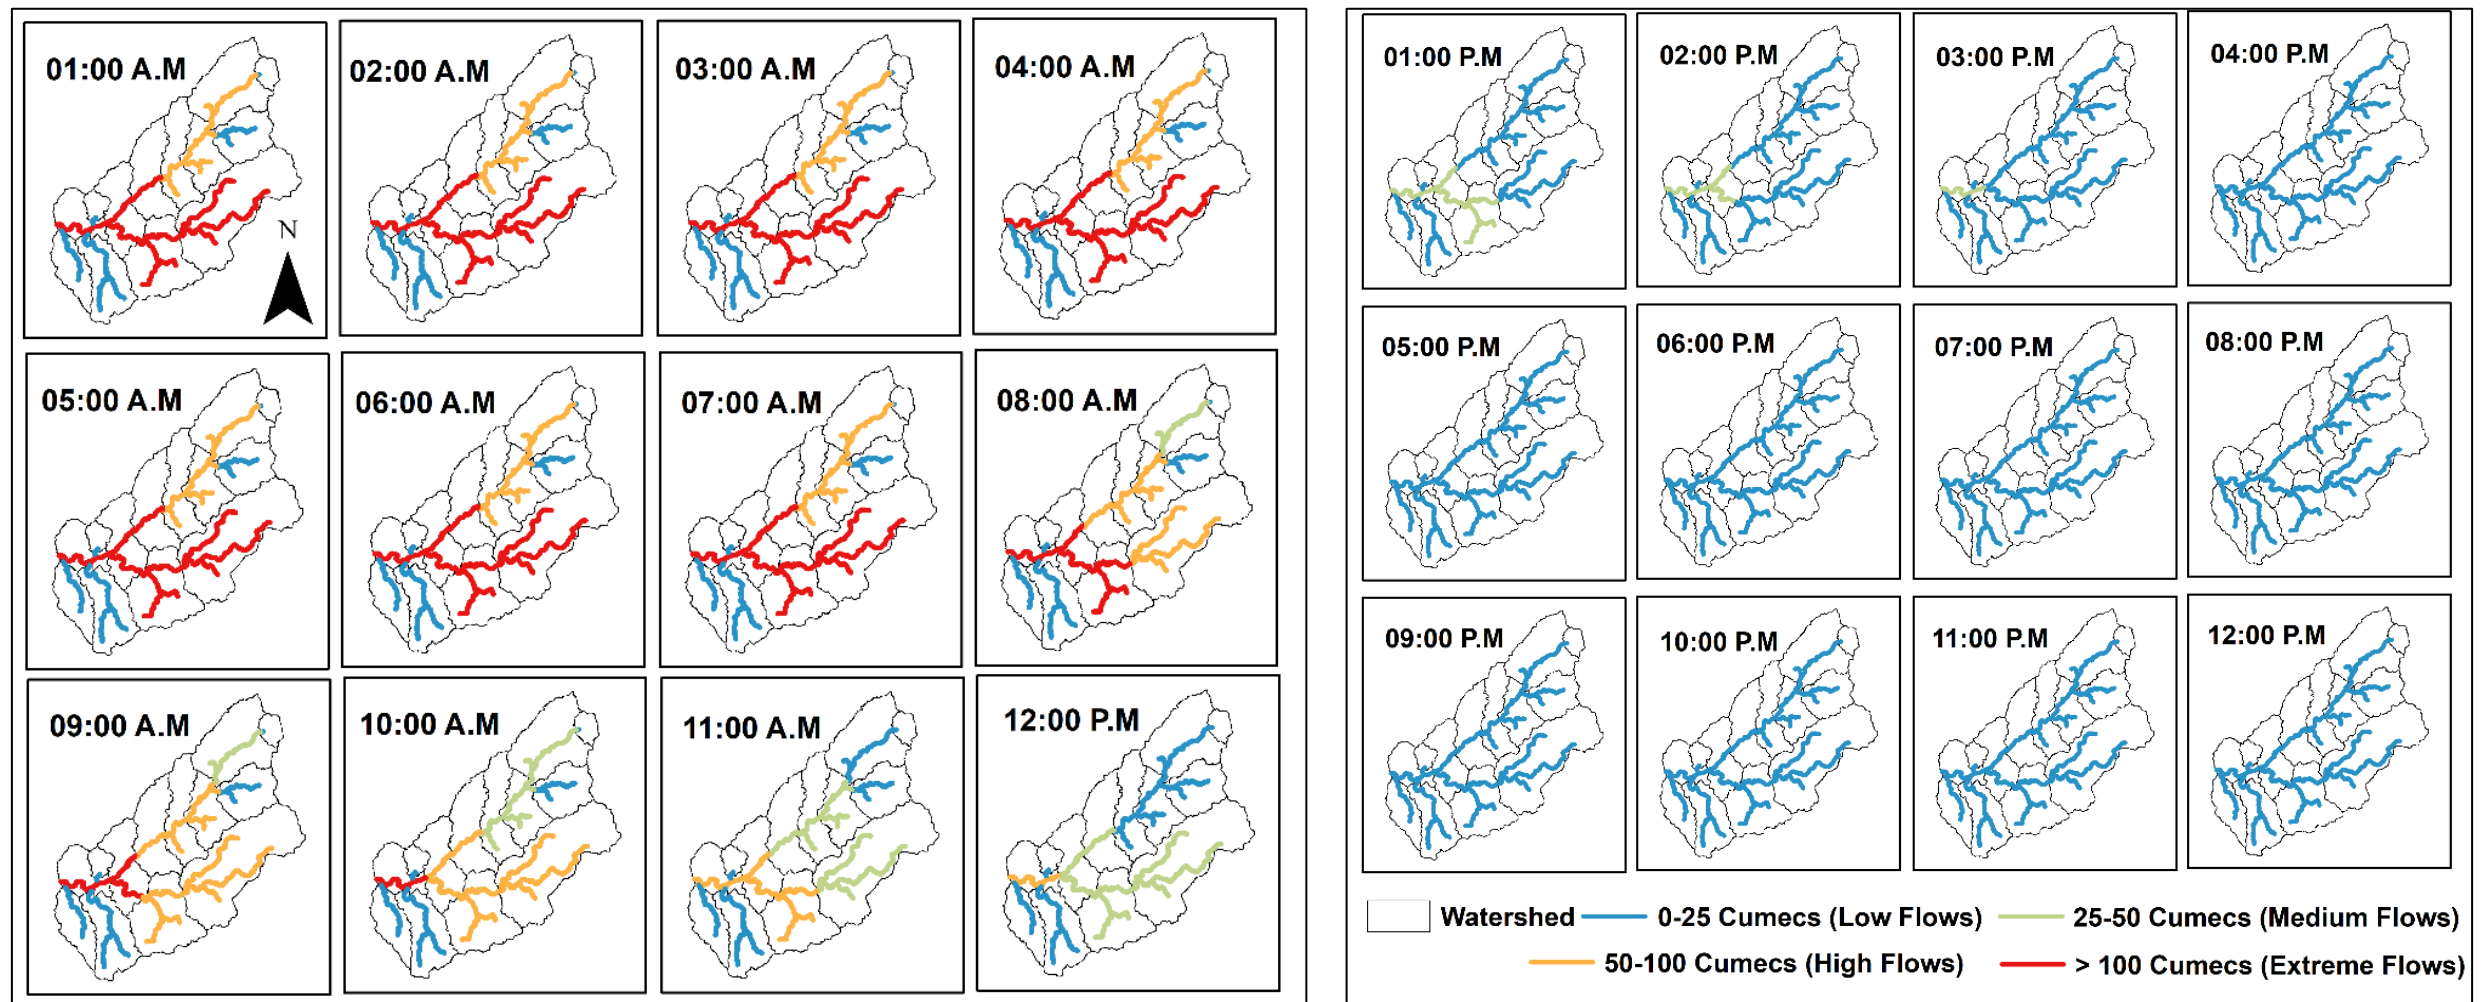 01:00 A.M
02:00 A.M
03:00 A.M
04:00 A.M
N
05:00 A.M
06:00 A.M
07:00 A.M
08:00 A.M
09:00 A.M
10:00 A.M
11:00 A.M
12:00 P.M
01:00 P.M
02:00 P.M
03:00 P.M
04:00 P.M
05:00 P.M
06:00 P.M
07:00 P.M
08:00 P.M
09:00 P.M
10:00 P.M
11:00 P.M
12:00 P.M
Watershed 0-25 Cumecs (Low Flows) 25-50 Cumecs (Medium Flows)
50-100 Cumecs (High Flows) > 100 Cumecs (Extreme Flows)